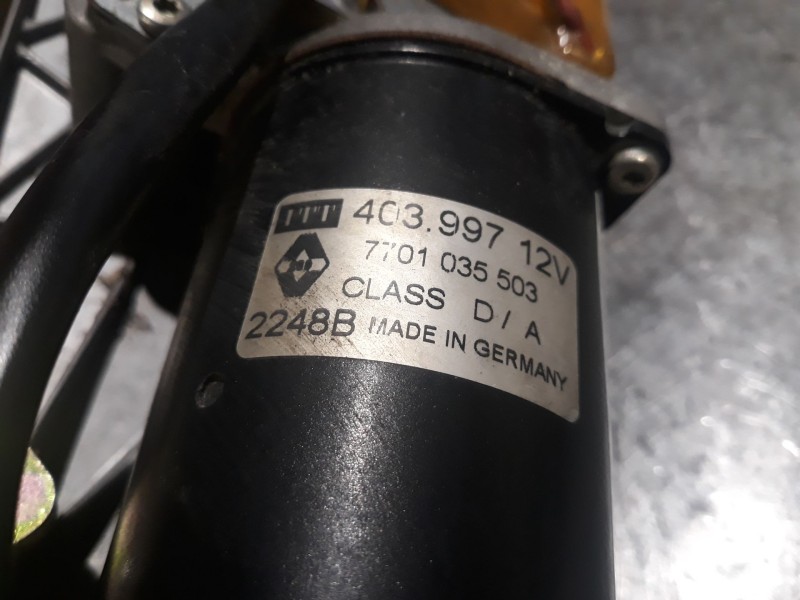 ITT 403.997 12V
7701 035 503
CLASS D / A
2248B MADE IN GERMANY